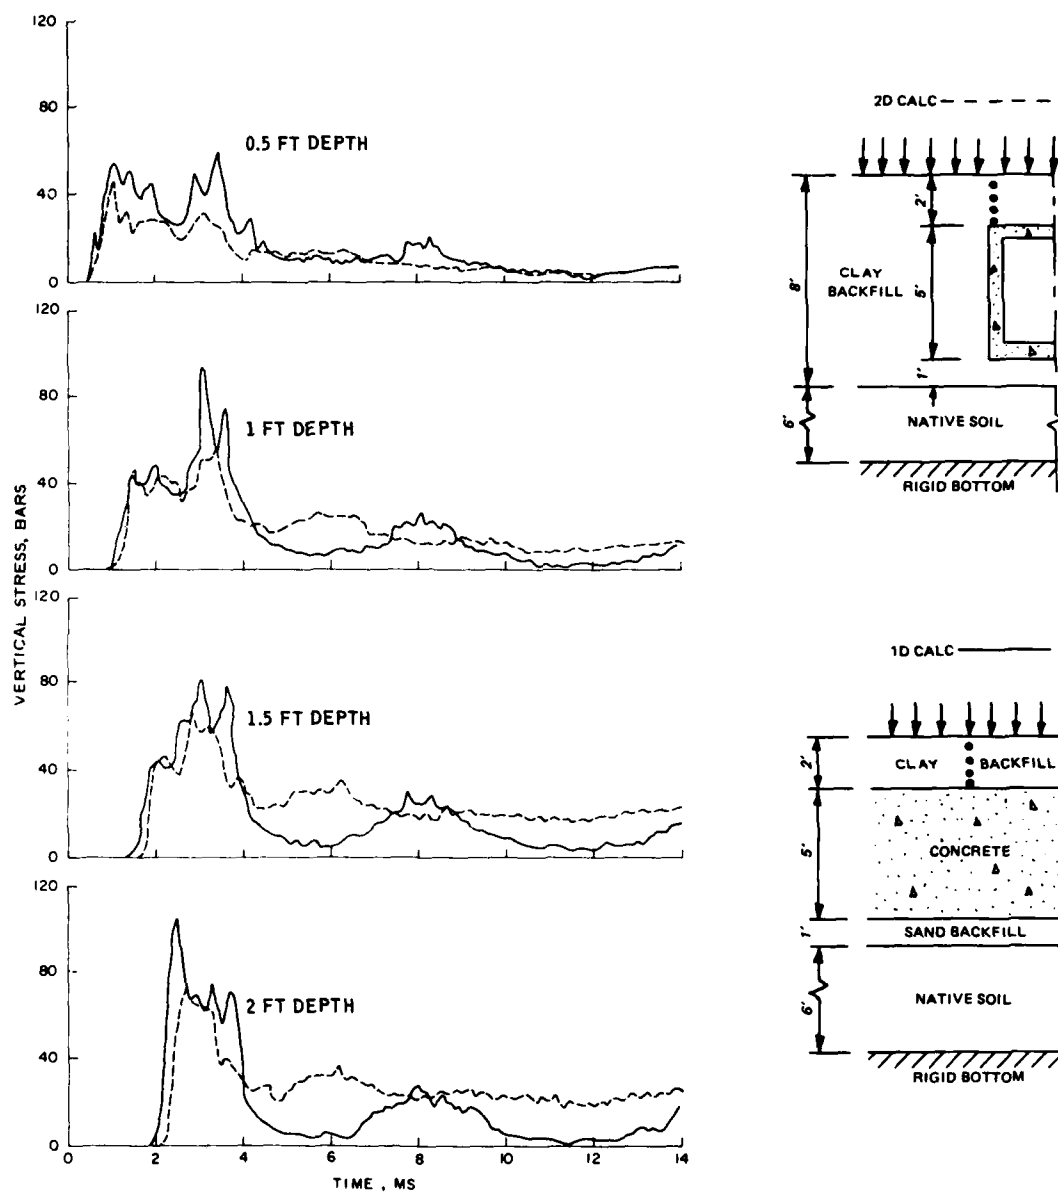 VERTICAL STRESS, BARS
120
80
40
0
0.5 FT DEPTH
120
80
40
0
1 FT DEPTH
120
80
40
0
1.5 FT DEPTH
120
80
40
0
2 FT DEPTH
0 2 4 6 8 10 12 14
TIME, MS
2D CALC
2'
8'
CLAY
BACKFILL
5'
1'
NATIVE SOIL
6'
RIGID BOTTOM
1D CALC
2'
CLAY BACKFILL
5'
CONCRETE
1'
SAND BACKFILL
NATIVE SOIL
6'
RIGID BOTTOM